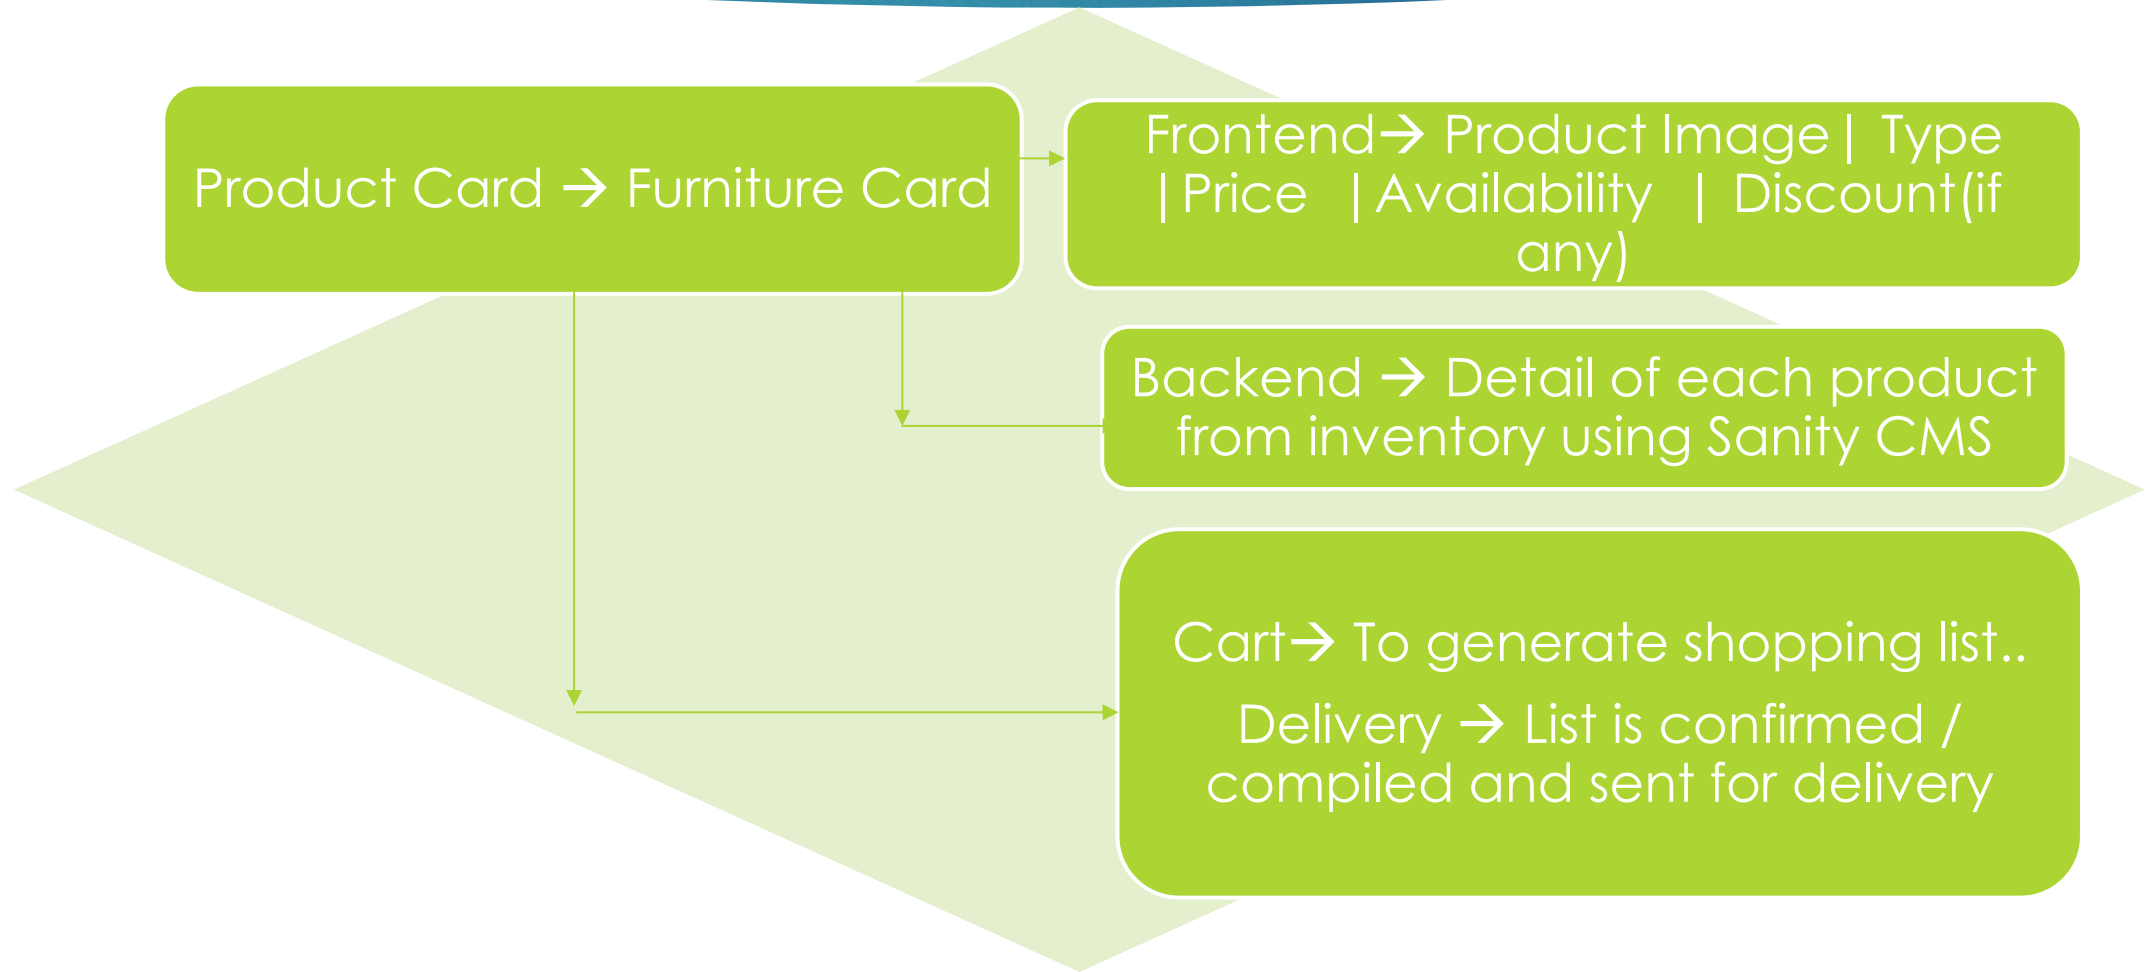 Product Card → Furniture Card
Frontend→ Product Image| Type
|Price |Availability | Discount(if
any)
Backend → Detail of each product
from inventory using Sanity CMS
Cart→ To generate shopping list..
Delivery → List is confirmed /
compiled and sent for delivery